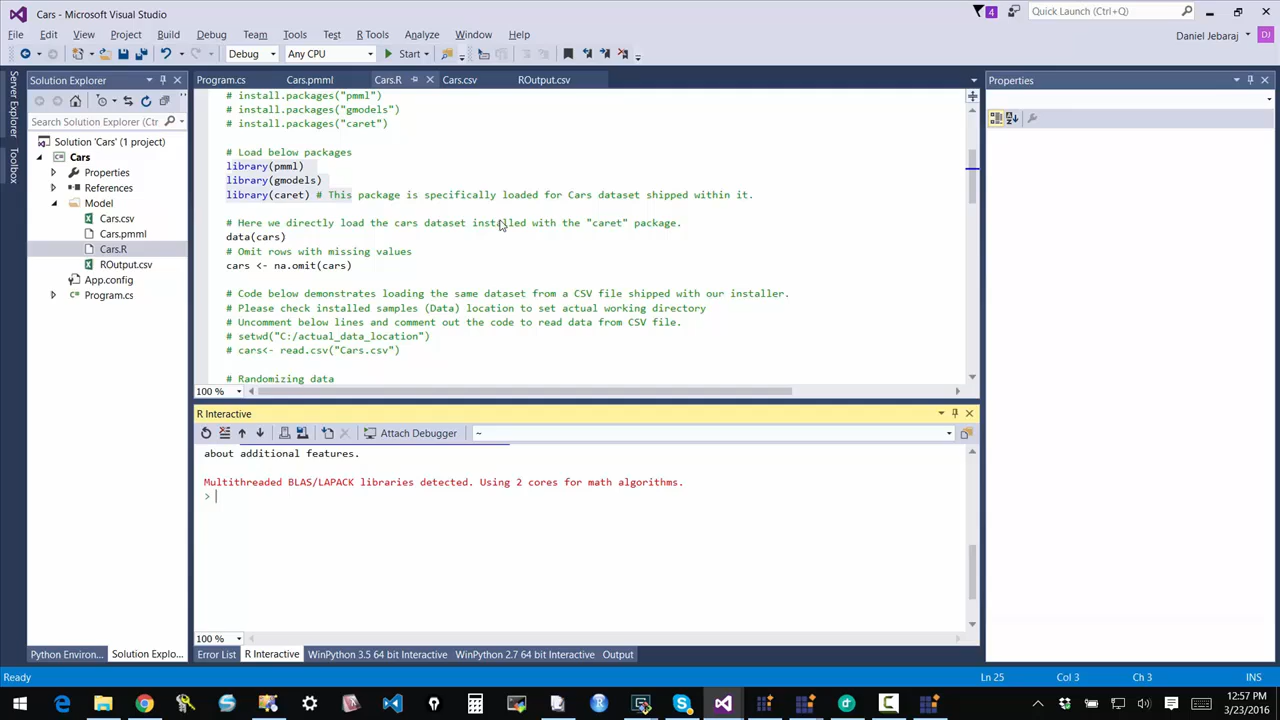 Cars - Microsoft Visual Studio
4
Quick Launch (Ctrl+Q)
File Edit View Project Build Debug Team Tools Test R Tools Analyze Window Help
Daniel Jebaraj DJ
Debug Any CPU Start
Server Explorer
Toolbox
Solution Explorer
Search Solution Explorer (Ctr
Solution 'Cars' (1 project)
Cars
Properties
References
Model
Cars.csv
Cars.pmml
Cars.R
ROutput.csv
App.config
Program.cs
Python Environ... Solution Explo...
Program.cs Cars.pmml Cars.R Cars.csv ROutput.csv
# install.packages("pmml")
# install.packages("gmodels")
# install.packages("caret")
# Load below packages
library(pmml)
library(gmodels)
library(caret) # This package is specifically loaded for Cars dataset shipped within it.
# Here we directly load the cars dataset installed with the "caret" package.
data(cars)
# Omit rows with missing values
cars <- na.omit(cars)
# Code below demonstrates loading the same dataset from a CSV file shipped with our installer.
# Please check installed samples (Data) location to set actual working directory
# Uncomment below lines and comment out the code to read data from CSV file.
# setwd("C:/actual_data_location")
# cars<- read.csv("Cars.csv")
# Randomizing data
100 %
R Interactive
Attach Debugger ~
about additional features.
Multithreaded BLAS/LAPACK libraries detected. Using 2 cores for math algorithms.
>
100 %
Error List R Interactive WinPython 3.5 64 bit Interactive WinPython 2.7 64 bit Interactive Output
Properties
Ready Ln 25 Col 3 Ch 3 INS
12:57 PM
3/23/2016